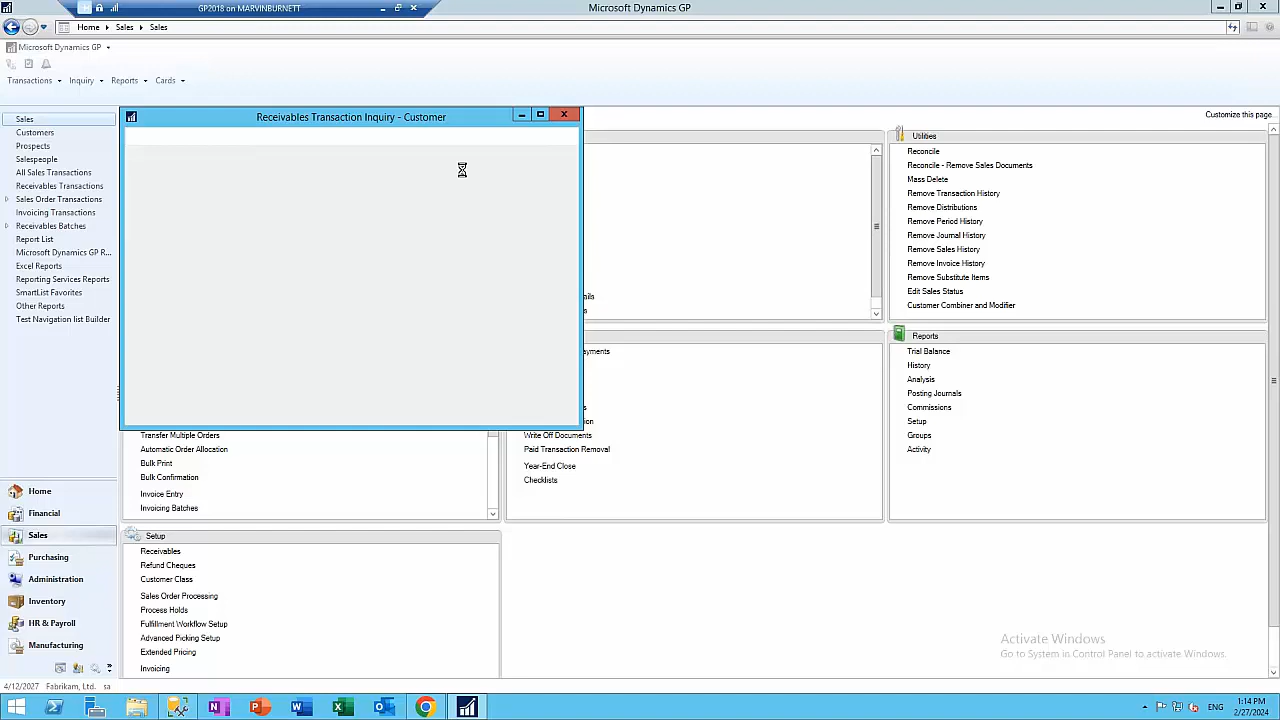 GP2018 on MARVINBURNETT
Microsoft Dynamics GP
Home Sales Sales
Microsoft Dynamics GP
Transactions Inquiry Reports Cards
Customize this page...
Sales
Customers
Prospects
Salespeople
All Sales Transactions
Receivables Transactions
Sales Order Transactions
Invoicing Transactions
Receivables Batches
Report List
Microsoft Dynamics GP R...
Excel Reports
Reporting Services Reports
SmartList Favorites
Other Reports
Test Navigation list Builder
Receivables Transaction Inquiry - Customer
Utilities
Reconcile
Reconcile - Remove Sales Documents
Mass Delete
Remove Transaction History
Remove Distributions
Remove Period History
Remove Journal History
Remove Sales History
Remove Invoice History
Remove Substitute Items
Edit Sales Status
Customer Combiner and Modifier
ails
s
ayments
s
ion
Write Off Documents
Paid Transaction Removal
Year-End Close
Checklists
Reports
Trial Balance
History
Analysis
Posting Journals
Commissions
Setup
Groups
Activity
Transfer Multiple Orders
Automatic Order Allocation
Bulk Print
Bulk Confirmation
Invoice Entry
Invoicing Batches
Setup
Receivables
Refund Cheques
Customer Class
Sales Order Processing
Process Holds
Fulfillment Workflow Setup
Advanced Picking Setup
Extended Pricing
Invoicing
Home
Financial
Sales
Purchasing
Administration
Inventory
HR & Payroll
Manufacturing
Activate Windows
Go to System in Control Panel to activate Windows.
4/12/2027 Fabrikam, Ltd. sa
ENG
1:14 PM
2/27/2024